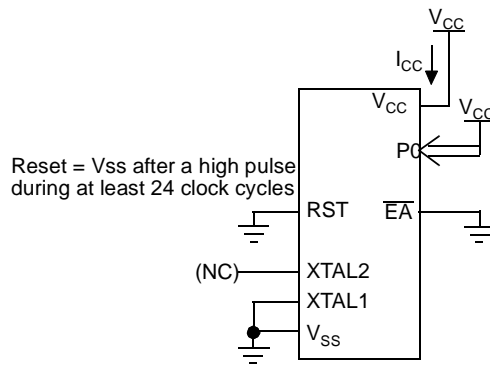 VCC
ICC
VCC
VCC
P0
Reset = Vss after a high pulse
during at least 24 clock cycles
RST
EA
(NC)
XTAL2
XTAL1
VSS